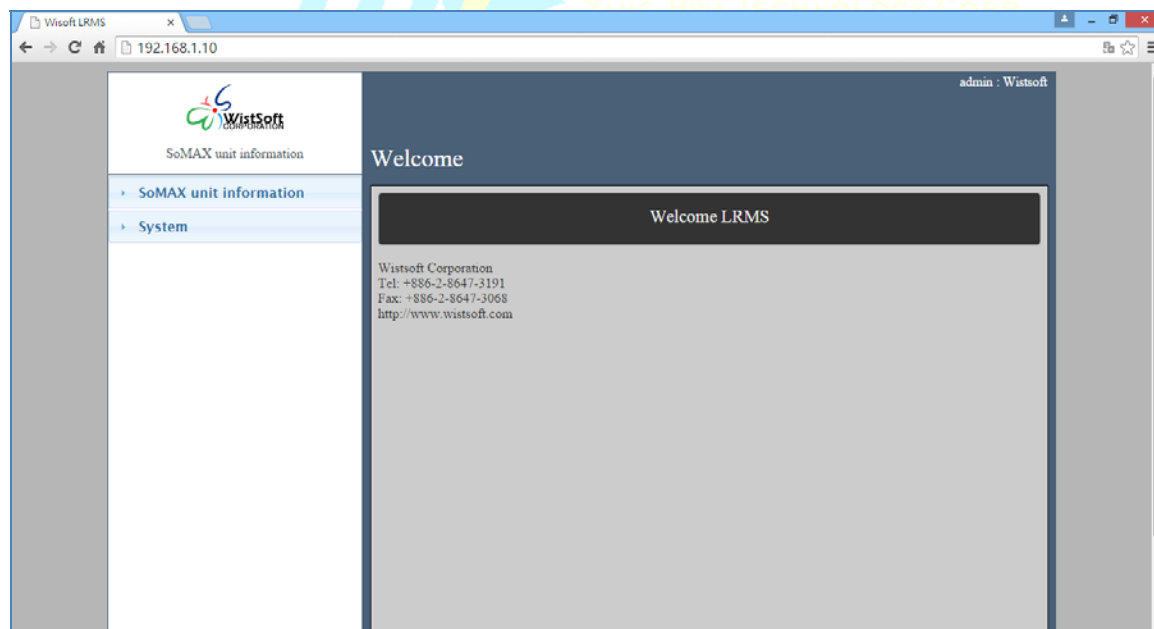 Wisoft LRMS
192.168.1.10
admin : Wistsoft
WistSoft
CORPORATION
SoMAX unit information
Welcome
SoMAX unit information
System
Welcome LRMS
Wistsoft Corporation
Tel: +886-2-8647-3191
Fax: +886-2-8647-3068
http://www.wistsoft.com